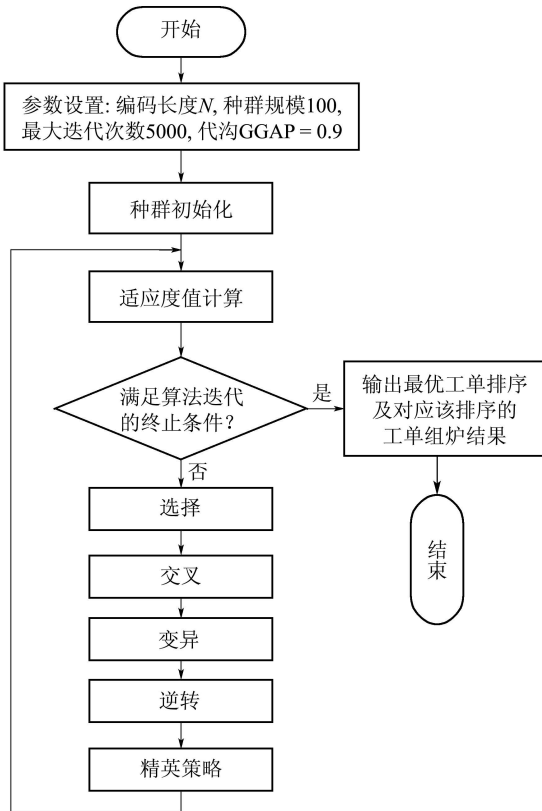 开始
参数设置: 编码长度N, 种群规模100,
最大迭代次数5000, 代沟GGAP = 0.9
种群初始化
适应度值计算
满足算法迭代
的终止条件?
是
输出最优工单排序
及对应该排序的
工单组炉结果
结束
否
选择
交叉
变异
逆转
精英策略